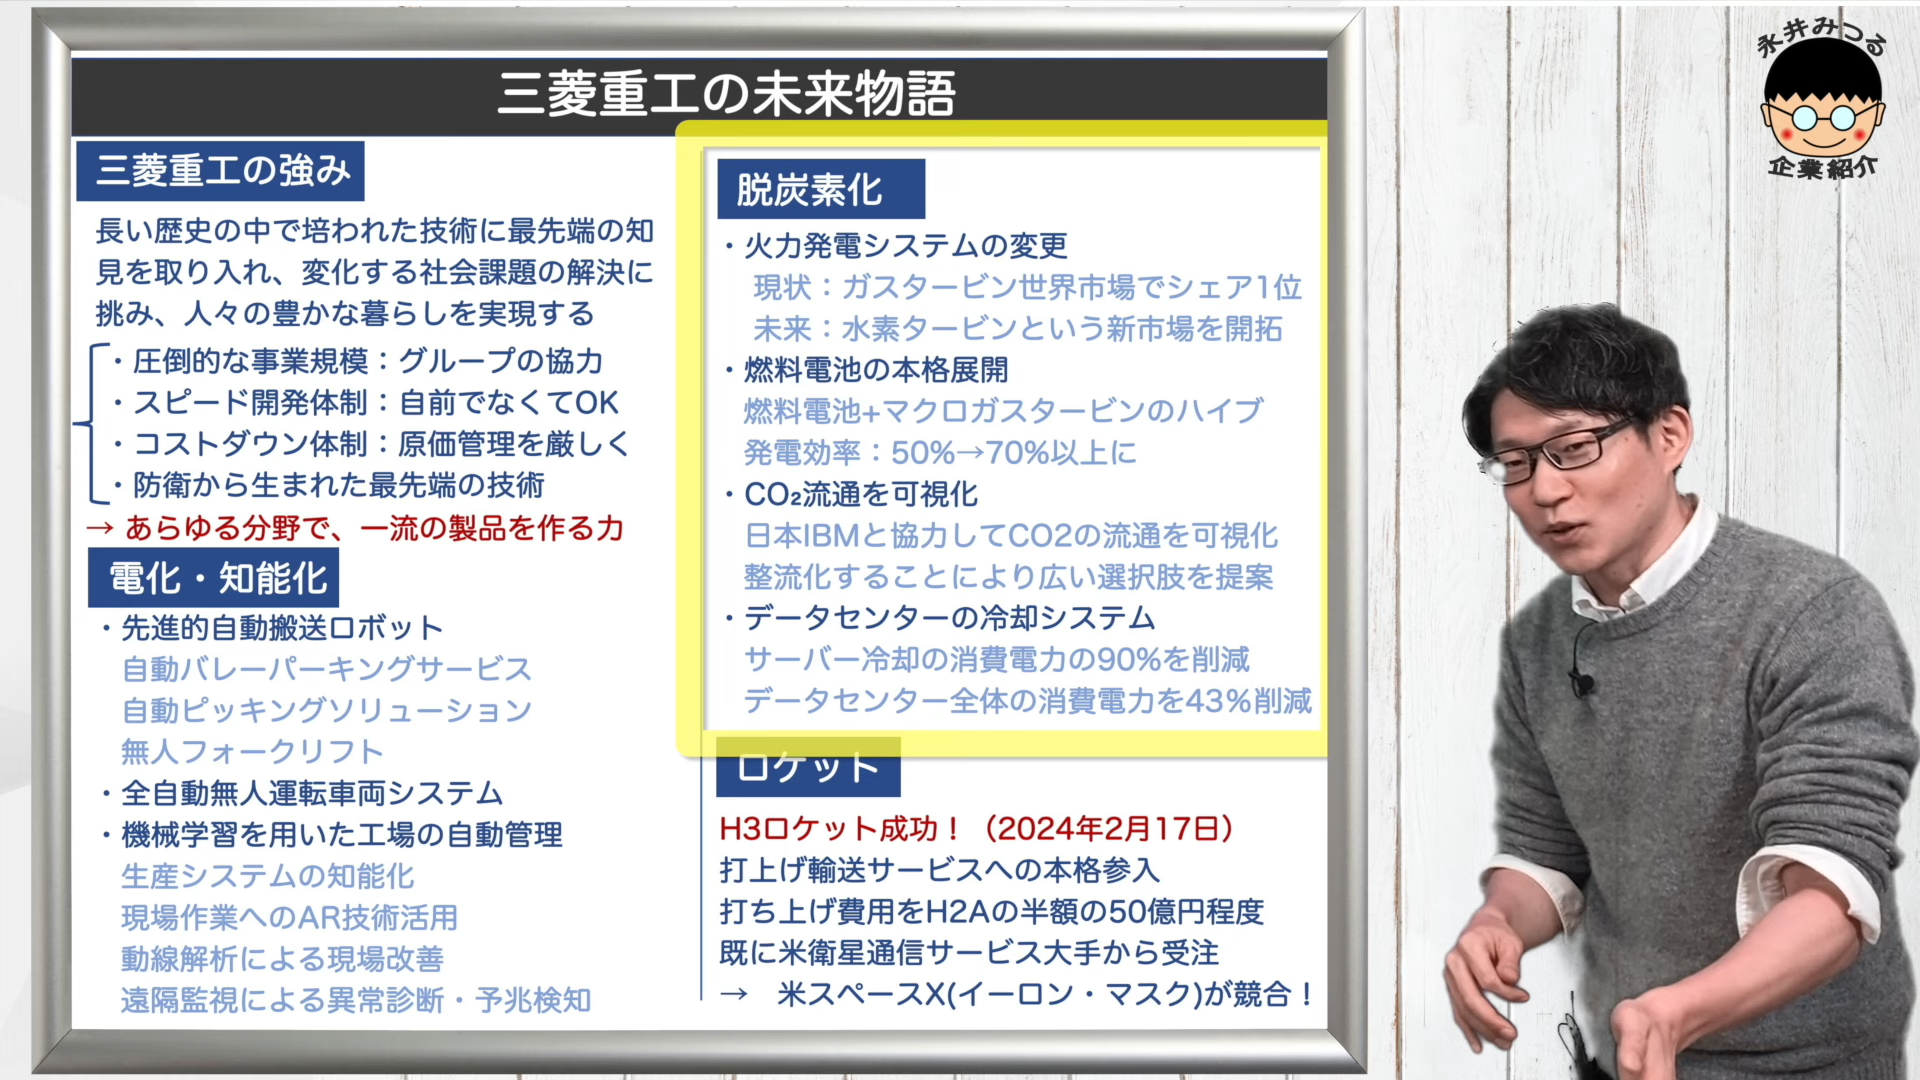 三菱重工の未来物語
三菱重工の強み
長い歴史の中で培われた技術に最先端の知
見を取り入れ、変化する社会課題の解決に
挑み、人々の豊かな暮らしを実現する
・圧倒的な事業規模：グループの協力
・スピード開発体制：自前でなくてOK
・コストダウン体制：原価管理を厳しく
・防衛から生まれた最先端の技術
→ あらゆる分野で、一流の製品を作る力
電化・知能化
・先進的自動搬送ロボット
自動バレーパーキングサービス
自動ピッキングソリューション
無人フォークリフト
・全自動無人運転車両システム
・機械学習を用いた工場の自動管理
生産システムの知能化
現場作業へのAR技術活用
動線解析による現場改善
遠隔監視による異常診断・予兆検知
脱炭素化
・火力発電システムの変更
現状：ガスタービン世界市場でシェア1位
未来：水素タービンという新市場を開拓
・燃料電池の本格展開
燃料電池+マクロガスタービンのハイブ
発電効率：50%→70%以上に
・CO₂流通を可視化
日本IBMと協力してCO2の流通を可視化
整流化することにより広い選択肢を提案
・データセンターの冷却システム
サーバー冷却の消費電力の90%を削減
データセンター全体の消費電力を43%削減
ロケット
H3ロケット成功！（2024年2月17日）
打上げ輸送サービスへの本格参入
打ち上げ費用をH2Aの半額の50億円程度
既に米衛星通信サービス大手から受注
→　米スペースX(イーロン・マスク)が競合！
永井みつる
企業紹介